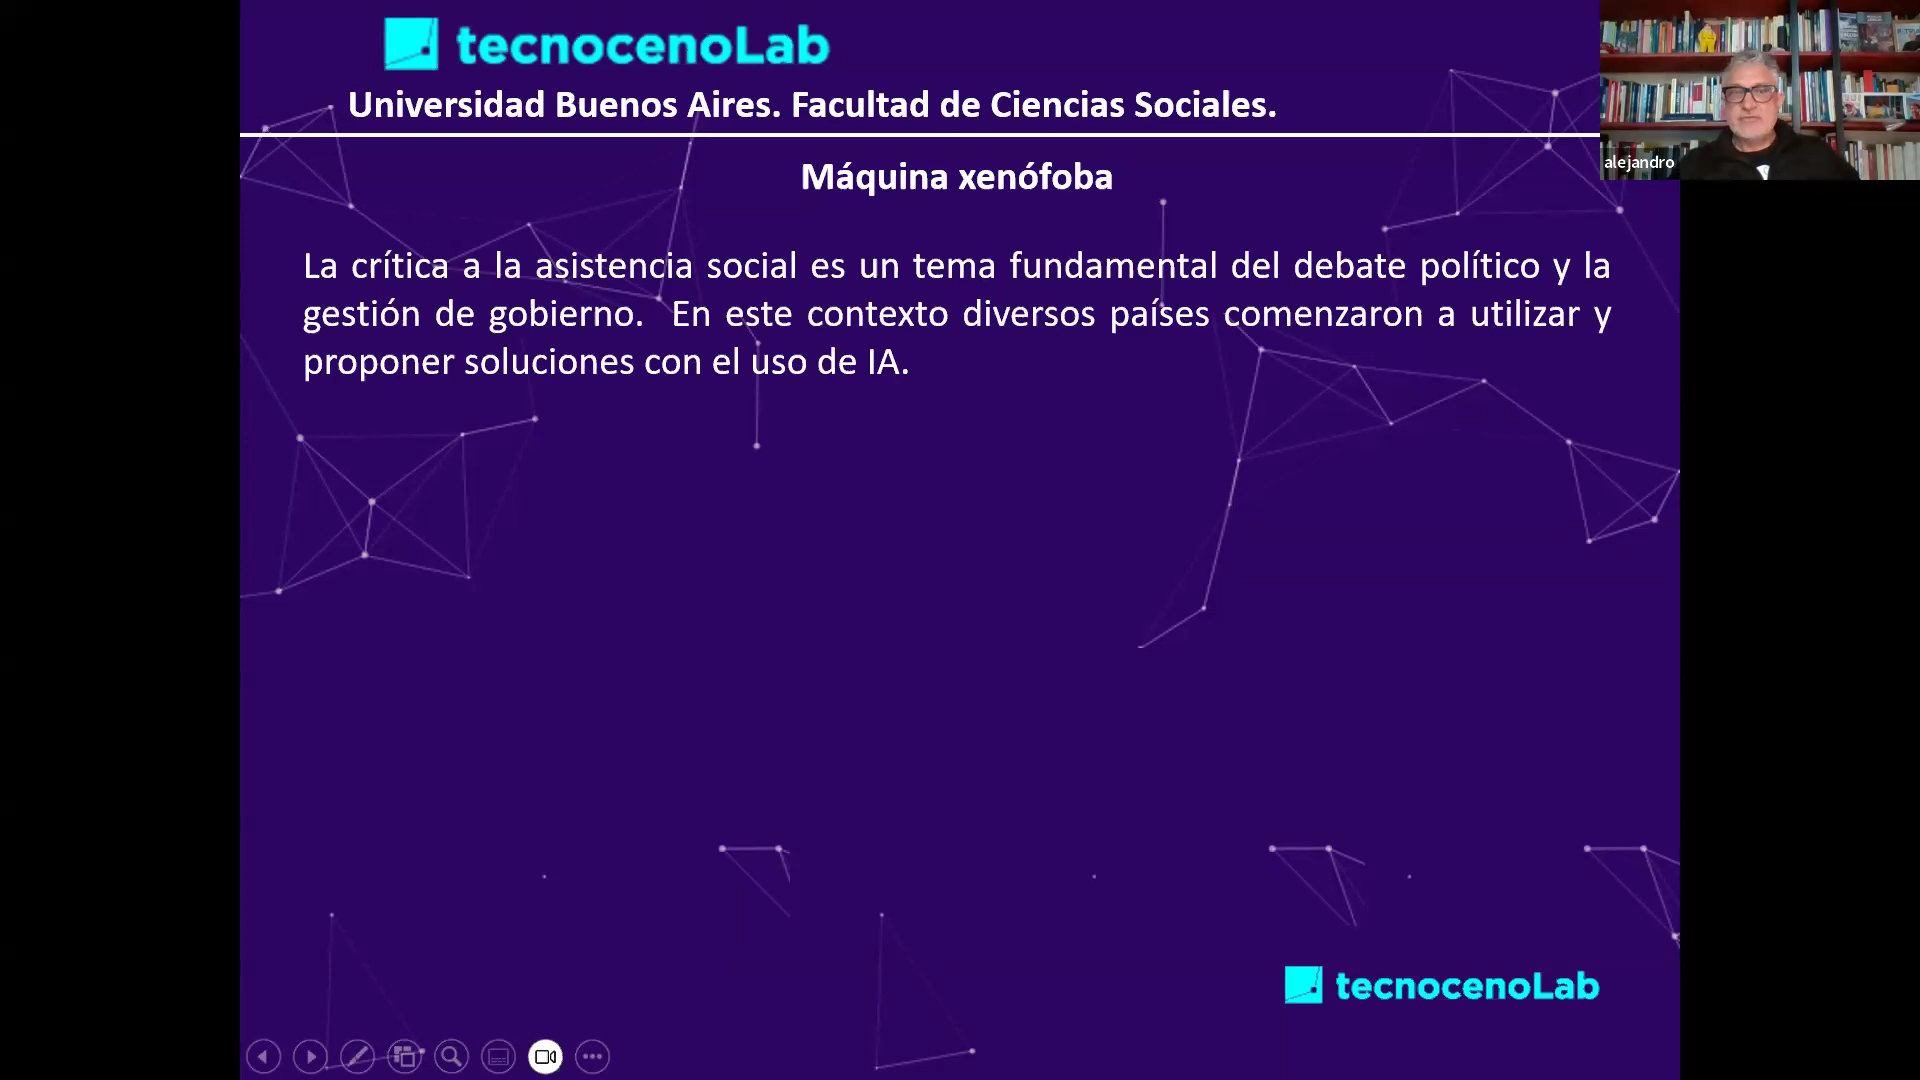 tecnocenoLab
Universidad Buenos Aires. Facultad de Ciencias Sociales.
alejandro
Máquina xenófoba
La crítica a la asistencia social es un tema fundamental del debate político y la
gestión de gobierno. En este contexto diversos países comenzaron a utilizar y
proponer soluciones con el uso de IA.
tecnocenoLab